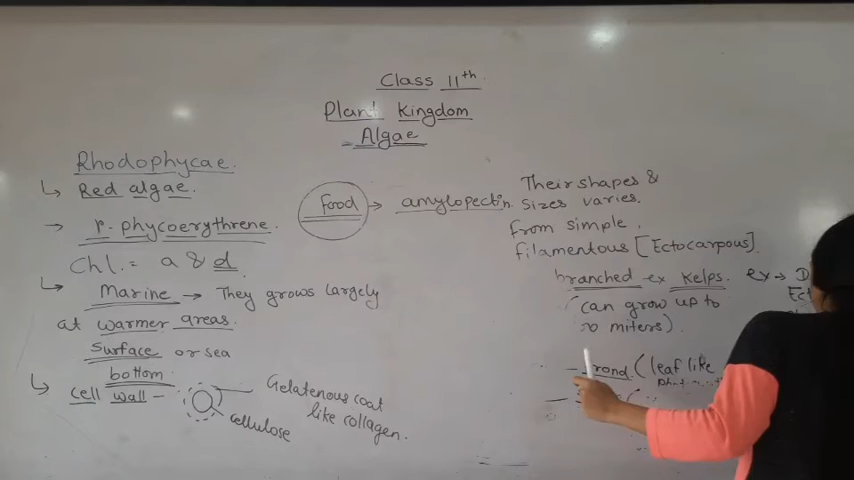 Class 11th
Plant Kingdom
Algae
Rhodophycae.
Red algae.
r. phycoerythrene.
Chl. = a & d.
Marine → They grows largely
at warmer areas.
Surface or sea
bottom
cell wall -
Gelatenous coat
like collagen.
cellulose
food → amylopectin.
Their shapes &
sizes varies.
from simple,
filamentous [Ectocarpous].
branched ex Kelps. ex → D
Ect
(can grow up to
miters).
(leaf like